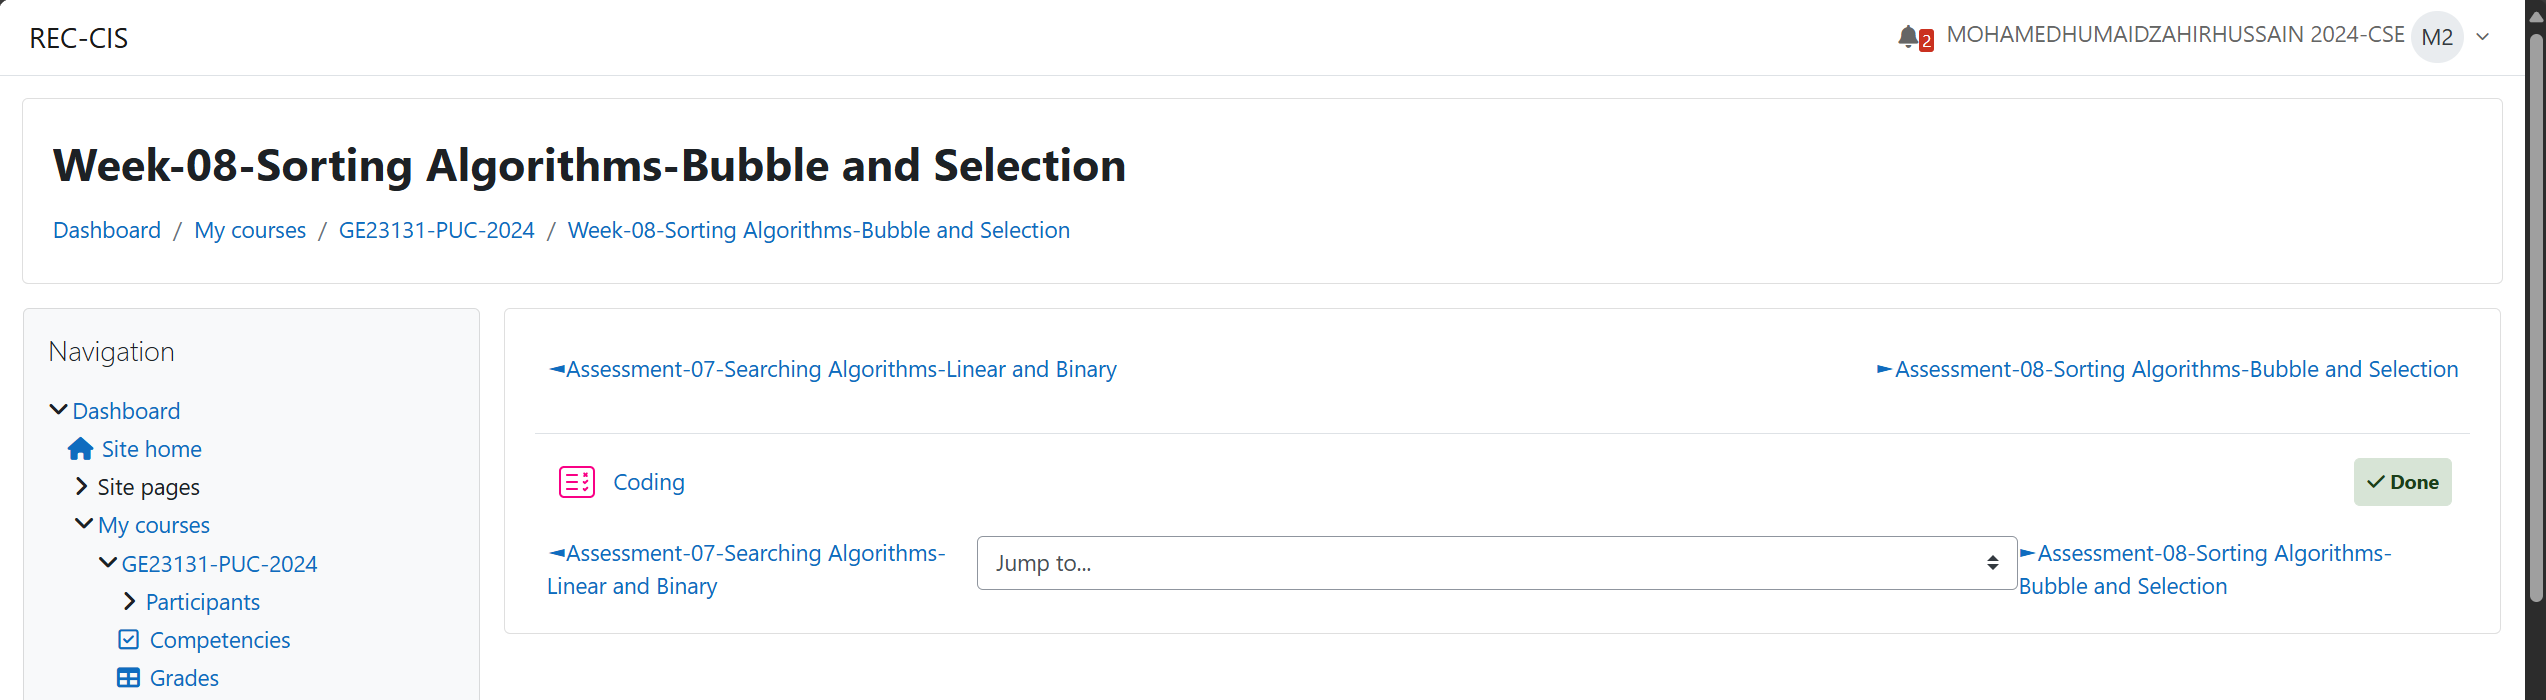 REC-CIS
2 MOHAMEDHUMAIDZAHIRHUSSAIN 2024-CSE M2
Week-08-Sorting Algorithms-Bubble and Selection
Dashboard / My courses / GE23131-PUC-2024 / Week-08-Sorting Algorithms-Bubble and Selection
Navigation
Dashboard
Site home
Site pages
My courses
GE23131-PUC-2024
Participants
Competencies
Grades
◄Assessment-07-Searching Algorithms-Linear and Binary
►Assessment-08-Sorting Algorithms-Bubble and Selection
Coding
Done
◄Assessment-07-Searching Algorithms-
Linear and Binary
Jump to...
►Assessment-08-Sorting Algorithms-
Bubble and Selection